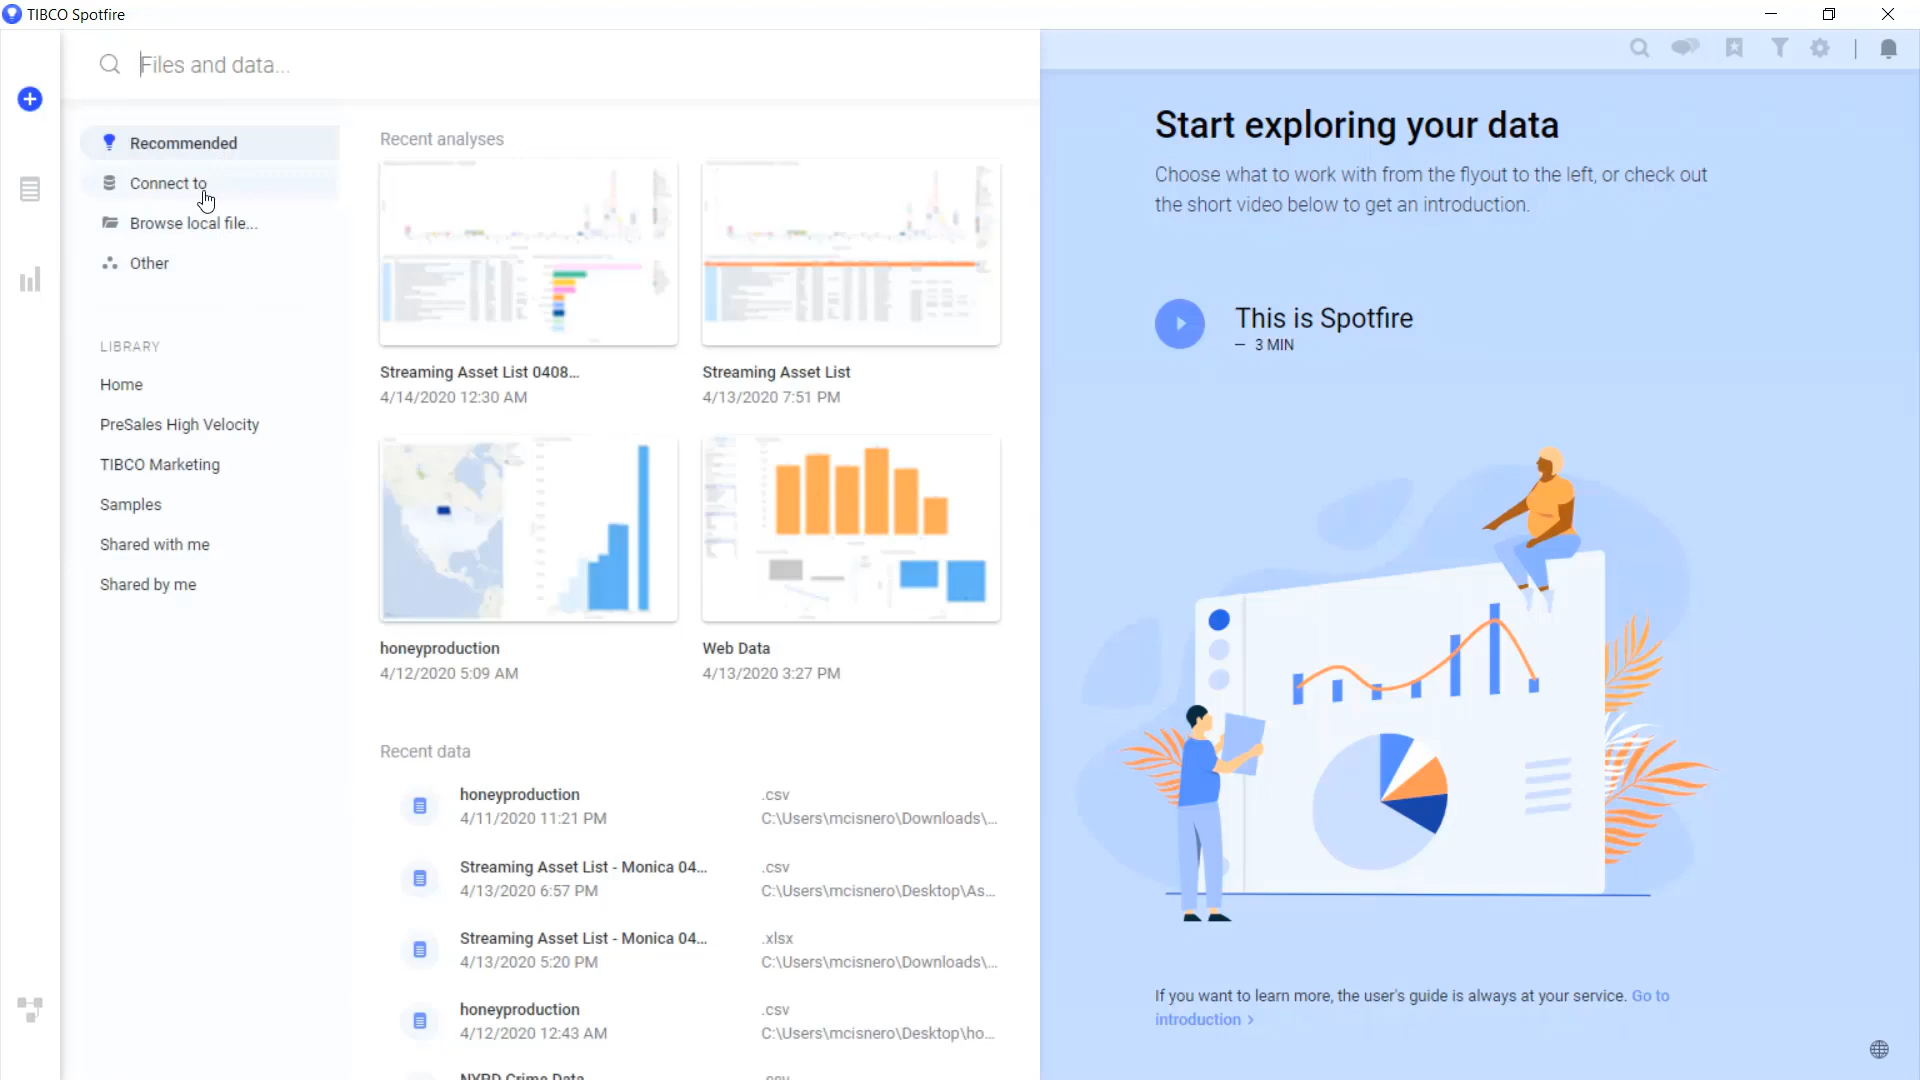 TIBCO Spotfire
Files and data...
Recommended
Connect to
Browse local file...
Other
LIBRARY
Home
PreSales High Velocity
TIBCO Marketing
Samples
Shared with me
Shared by me
Recent analyses
Streaming Asset List 0408...
4/14/2020 12:30 AM
Streaming Asset List
4/13/2020 7:51 PM
honeyproduction
4/12/2020 5:09 AM
Web Data
4/13/2020 3:27 PM
Recent data
honeyproduction .csv
4/11/2020 11:21 PM C:\Users\mcisnero\Downloads\...
Streaming Asset List - Monica 04... .csv
4/13/2020 6:57 PM C:\Users\mcisnero\Desktop\As...
Streaming Asset List - Monica 04... .xlsx
4/13/2020 5:20 PM C:\Users\mcisnero\Downloads\...
honeyproduction .csv
4/12/2020 12:43 AM C:\Users\mcisnero\Desktop\ho...
NYPD Crime Data .csv
Start exploring your data
Choose what to work with from the flyout to the left, or check out
the short video below to get an introduction.
This is Spotfire
— 3 MIN
If you want to learn more, the user's guide is always at your service. Go to
introduction >